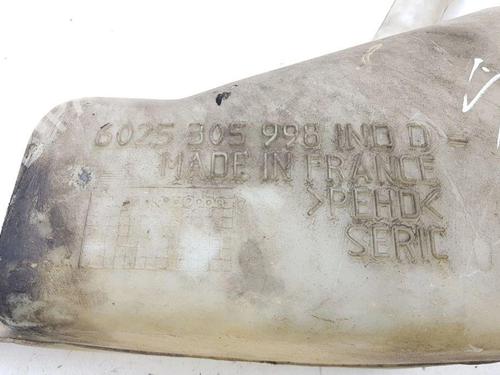 6025 305 998 IND D -
MADE IN FRANCE
>PEHD<
SERIC